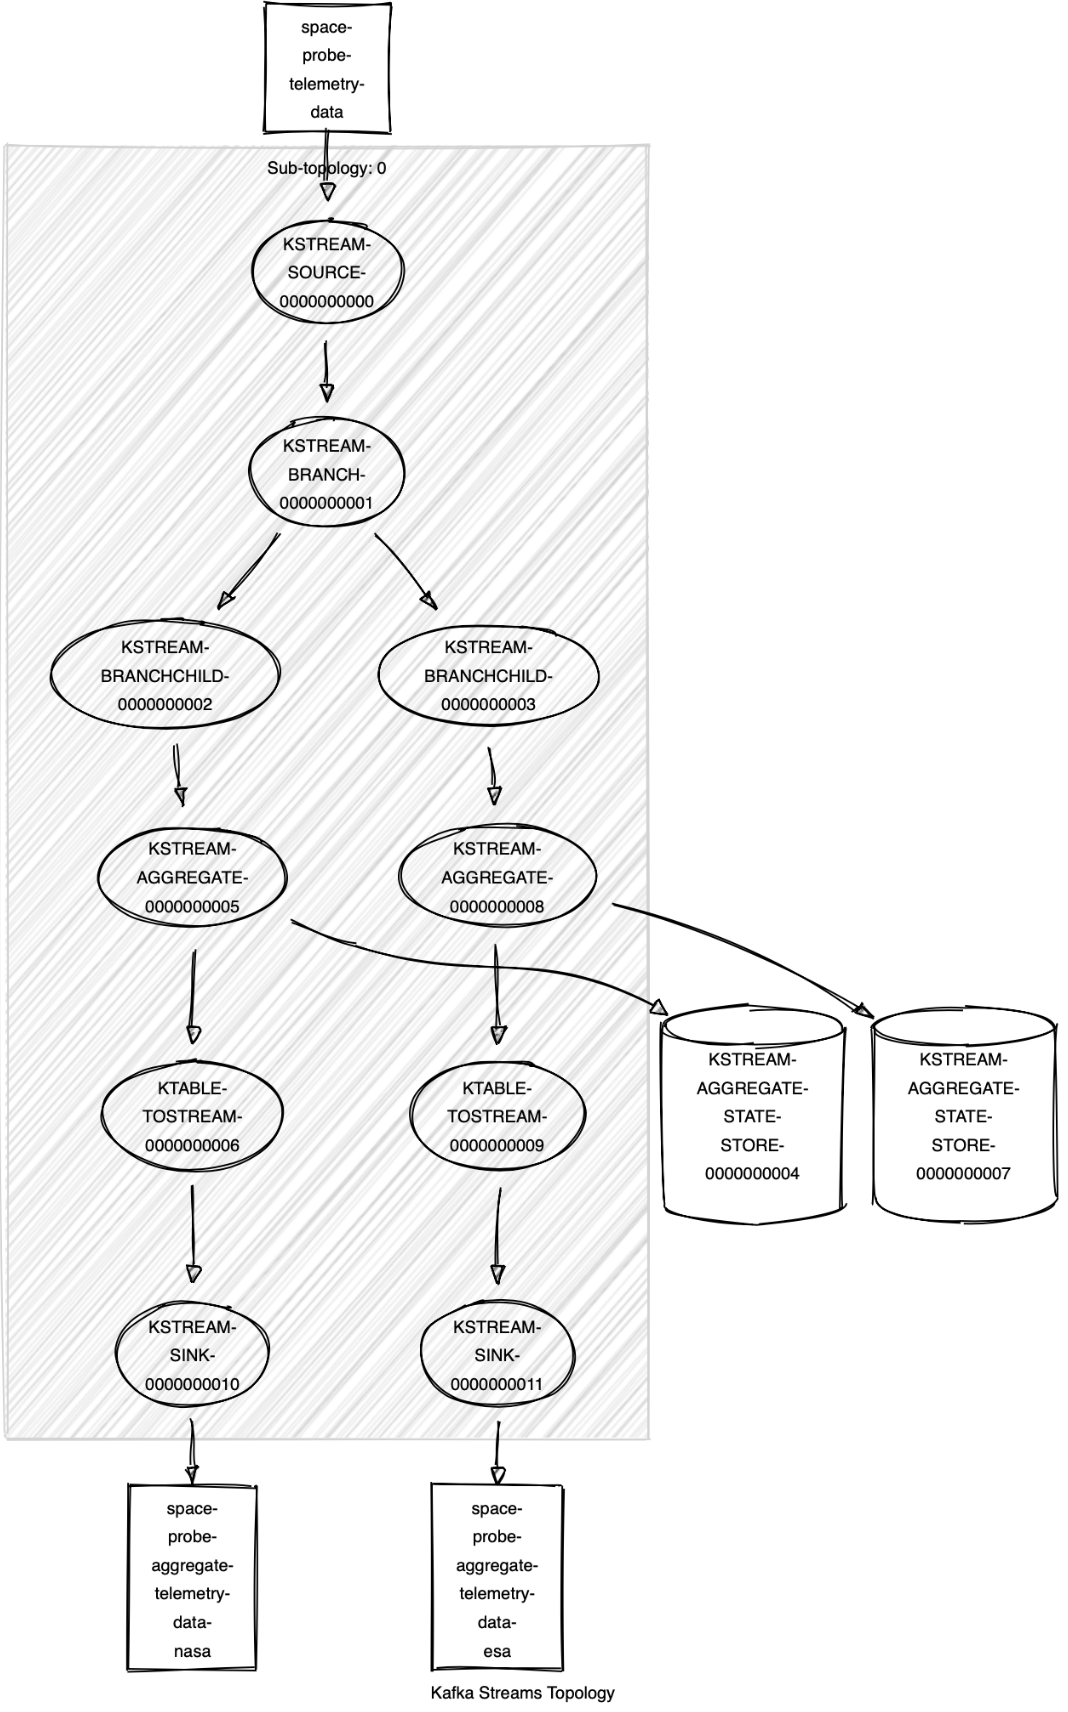 space-
probe-
telemetry-
data
Sub-topology: 0
KSTREAM-
SOURCE-
0000000000
KSTREAM-
BRANCH-
0000000001
KSTREAM-
BRANCHCHILD-
0000000002
KSTREAM-
BRANCHCHILD-
0000000003
KSTREAM-
AGGREGATE-
0000000005
KSTREAM-
AGGREGATE-
0000000008
KSTREAM-
AGGREGATE-
STATE-
STORE-
0000000004
KSTREAM-
AGGREGATE-
STATE-
STORE-
0000000007
KTABLE-
TOSTREAM-
0000000006
KTABLE-
TOSTREAM-
0000000009
KSTREAM-
SINK-
0000000010
KSTREAM-
SINK-
0000000011
space-
probe-
aggregate-
telemetry-
data-
nasa
space-
probe-
aggregate-
telemetry-
data-
esa
Kafka Streams Topology